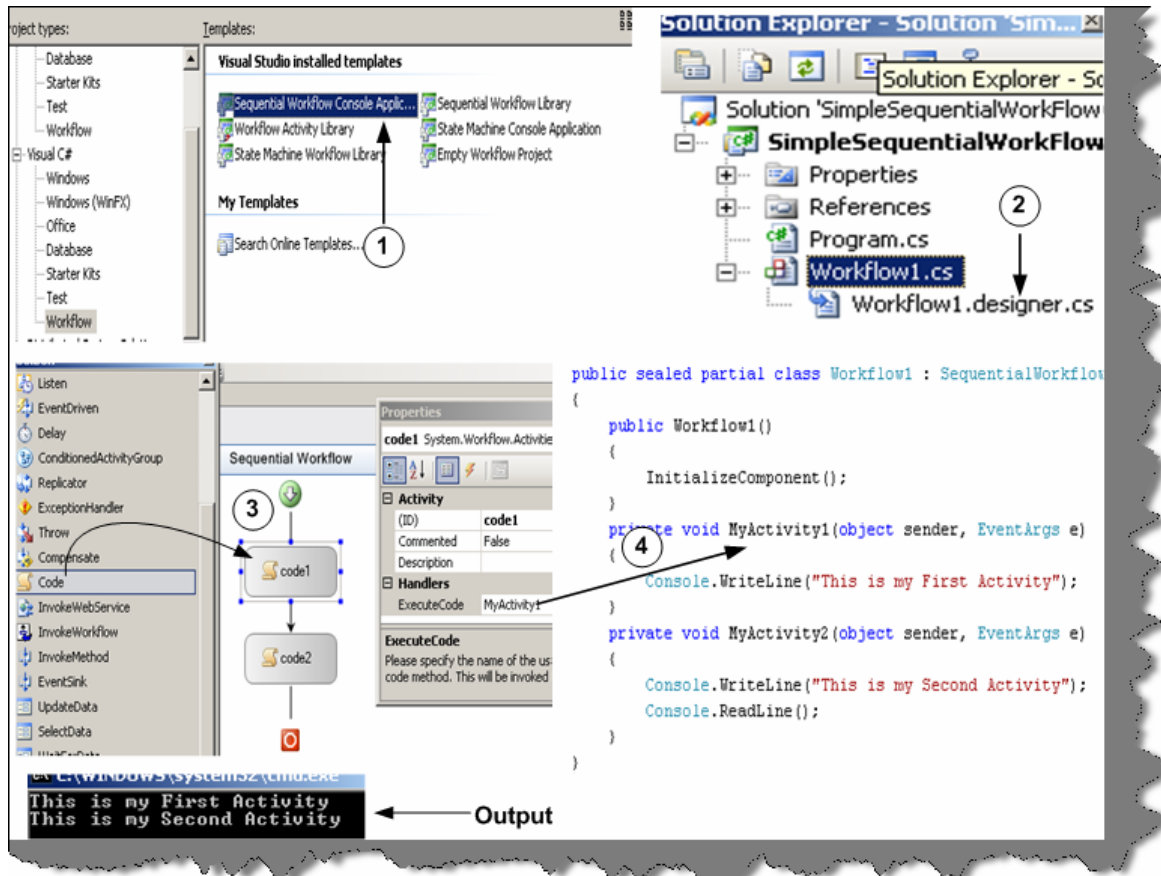 roject types:
Database
Starter Kits
Test
Workflow
Visual C#
Windows
Windows (WinFX)
Office
Database
Starter Kits
Test
Workflow
Templates:
Visual Studio installed templates
Sequential Workflow Console Applic...
Sequential Workflow Library
Workflow Activity Library
State Machine Console Application
State Machine Workflow Library
Empty Workflow Project
My Templates
Search Online Templates...
1
Solution Explorer - Solution 'Sim...
Solution Explorer - So
Solution 'SimpleSequentialWorkFlow
SimpleSequentialWorkFlow
Properties
References
2
Program.cs
Workflow1.cs
Workflow1.designer.cs
Listen
EventDriven
Delay
ConditionedActivityGroup
Replicator
ExceptionHandler
Throw
Compensate
Code
InvokeWebService
InvokeWorkflow
InvokeMethod
EventSink
UpdateData
SelectData
Sequential Workflow
3
code1
code2
Properties
code1 System.Workflow.Activitie
Activity
(ID) code1
Commented False
Description
Handlers
ExecuteCode MyActivity1
ExecuteCode
Please specify the name of the us
code method. This will be invoked
4
public sealed partial class Workflow1 : SequentialWorkflow
{
public Workflow1()
{
InitializeComponent();
}
private void MyActivity1(object sender, EventArgs e)
{
Console.WriteLine("This is my First Activity");
}
private void MyActivity2(object sender, EventArgs e)
{
Console.WriteLine("This is my Second Activity");
Console.ReadLine();
}
}
C:\WINDOWS\system32\cmd.exe
This is my First Activity
This is my Second Activity
Output